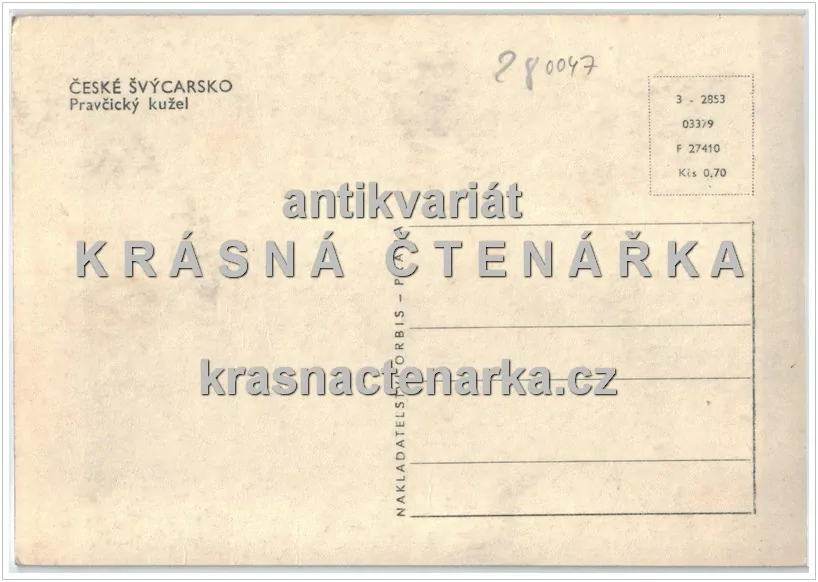 280047
ČESKÉ ŠVÝCARSKO
Pravčický kužel
3 - 2853
03379
F 27410
Kčs 0,70
antikvariát
KRÁSNÁ ČTENÁŘKA
krasnactenarka.cz
NAKLADATELSTVÍ ORBIS – PRAHA